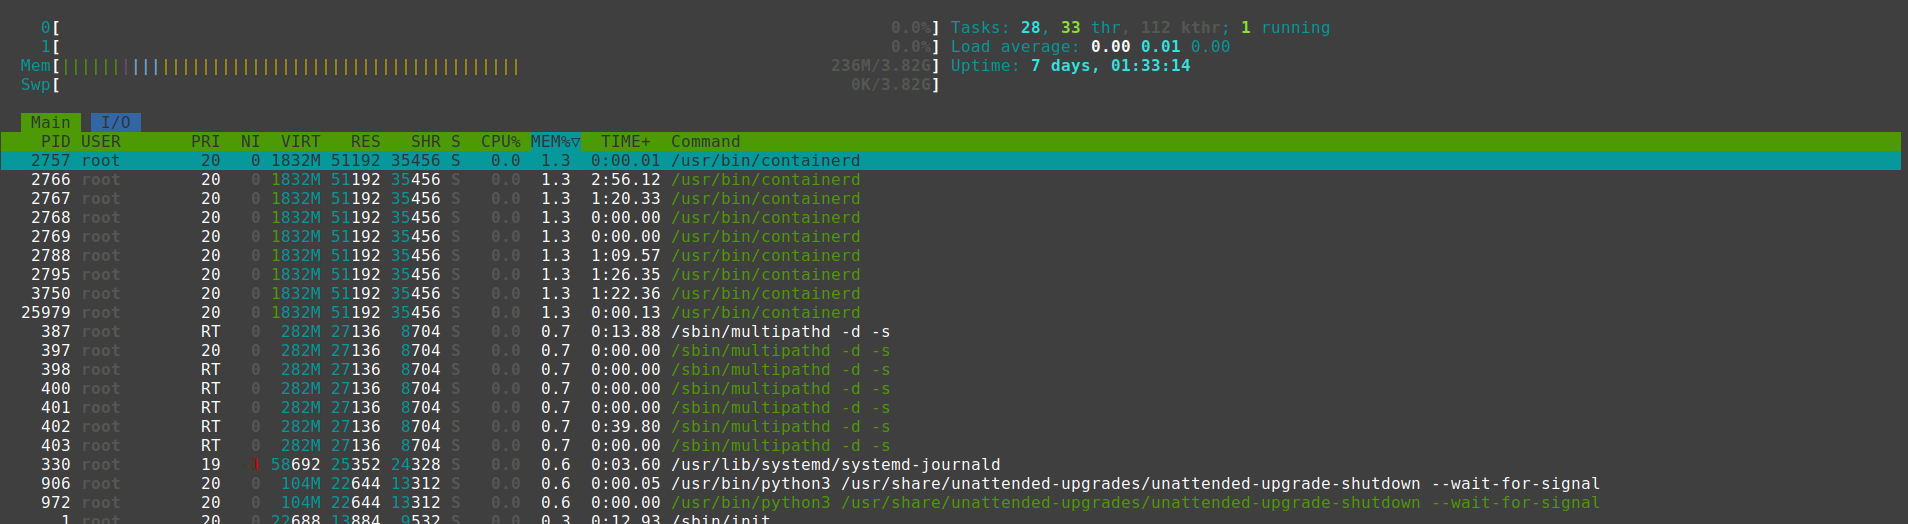 0[ 0.0%] Tasks: 28, 33 thr, 112 kthr; 1 running
1[ 0.0%] Load average: 0.00 0.01 0.00
Mem[|||||||||||||||||||||||||||||||||||||||||||||| 236M/3.82G] Uptime: 7 days, 01:33:14
Swp[ 0K/3.82G]
Main I/O
PID USER PRI NI VIRT RES SHR S CPU% MEM%▽ TIME+ Command
2757 root 20 0 1832M 51192 35456 S 0.0 1.3 0:00.01 /usr/bin/containerd
2766 root 20 0 1832M 51192 35456 S 0.0 1.3 2:56.12 /usr/bin/containerd
2767 root 20 0 1832M 51192 35456 S 0.0 1.3 1:20.33 /usr/bin/containerd
2768 root 20 0 1832M 51192 35456 S 0.0 1.3 0:00.00 /usr/bin/containerd
2769 root 20 0 1832M 51192 35456 S 0.0 1.3 0:00.00 /usr/bin/containerd
2788 root 20 0 1832M 51192 35456 S 0.0 1.3 1:09.57 /usr/bin/containerd
2795 root 20 0 1832M 51192 35456 S 0.0 1.3 1:26.35 /usr/bin/containerd
3750 root 20 0 1832M 51192 35456 S 0.0 1.3 1:22.36 /usr/bin/containerd
25979 root 20 0 1832M 51192 35456 S 0.0 1.3 0:00.13 /usr/bin/containerd
387 root RT 0 282M 27136 8704 S 0.0 0.7 0:13.88 /sbin/multipathd -d -s
397 root 20 0 282M 27136 8704 S 0.0 0.7 0:00.00 /sbin/multipathd -d -s
398 root RT 0 282M 27136 8704 S 0.0 0.7 0:00.00 /sbin/multipathd -d -s
400 root RT 0 282M 27136 8704 S 0.0 0.7 0:00.00 /sbin/multipathd -d -s
401 root RT 0 282M 27136 8704 S 0.0 0.7 0:00.00 /sbin/multipathd -d -s
402 root RT 0 282M 27136 8704 S 0.0 0.7 0:39.80 /sbin/multipathd -d -s
403 root RT 0 282M 27136 8704 S 0.0 0.7 0:00.00 /sbin/multipathd -d -s
330 root 19 -1 58692 25352 24328 S 0.0 0.6 0:03.60 /usr/lib/systemd/systemd-journald
906 root 20 0 104M 22644 13312 S 0.0 0.6 0:00.05 /usr/bin/python3 /usr/share/unattended-upgrades/unattended-upgrade-shutdown --wait-for-signal
972 root 20 0 104M 22644 13312 S 0.0 0.6 0:00.00 /usr/bin/python3 /usr/share/unattended-upgrades/unattended-upgrade-shutdown --wait-for-signal
1 root 20 0 22688 13884 9532 S 0.0 0.3 0:12.93 /sbin/init